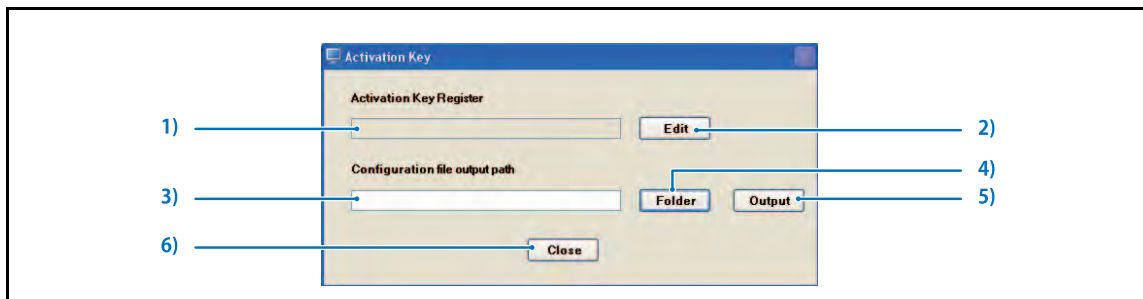 Activation Key
Activation Key Register
1)
Edit
2)
Configuration file output path
4)
3)
Folder
Output
5)
6)
Close